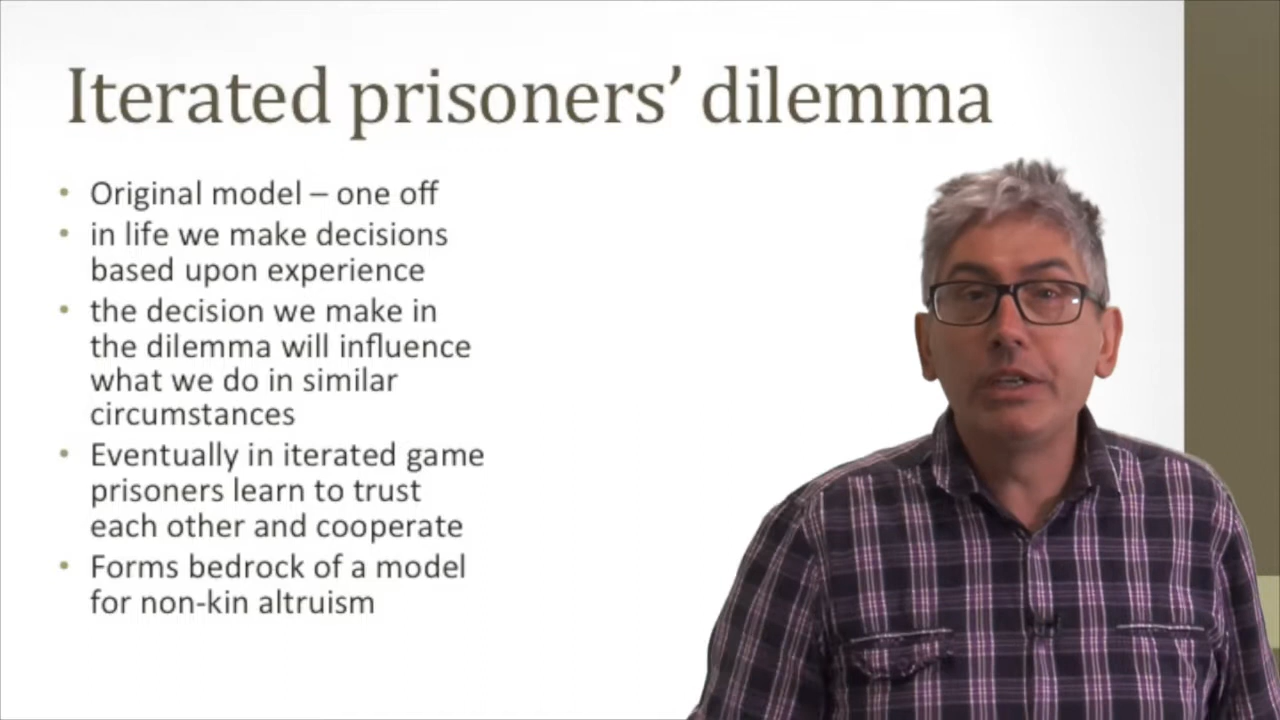 Iterated prisoners’ dilemma
• Original model – one off
• in life we make decisions
based upon experience
• the decision we make in
the dilemma will influence
what we do in similar
circumstances
• Eventually in iterated game
prisoners learn to trust
each other and cooperate
• Forms bedrock of a model
for non-kin altruism